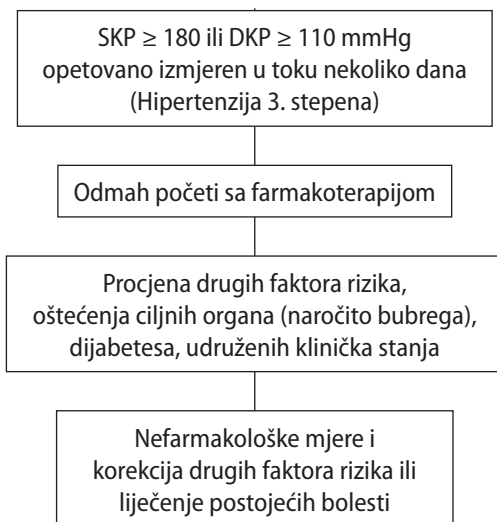 SKP ≥ 180 ili DKP ≥ 110 mmHg
opetovano izmjeren u toku nekoliko dana
(Hipertenzija 3. stepena)
Odmah početi sa farmakoterapijom
Procjena drugih faktora rizika,
oštećenja ciljnih organa (naročito bubrega),
dijabetesa, udruženih klinička stanja
Nefarmakološke mjere i
korekcija drugih faktora rizika ili
liječenje postojećih bolesti